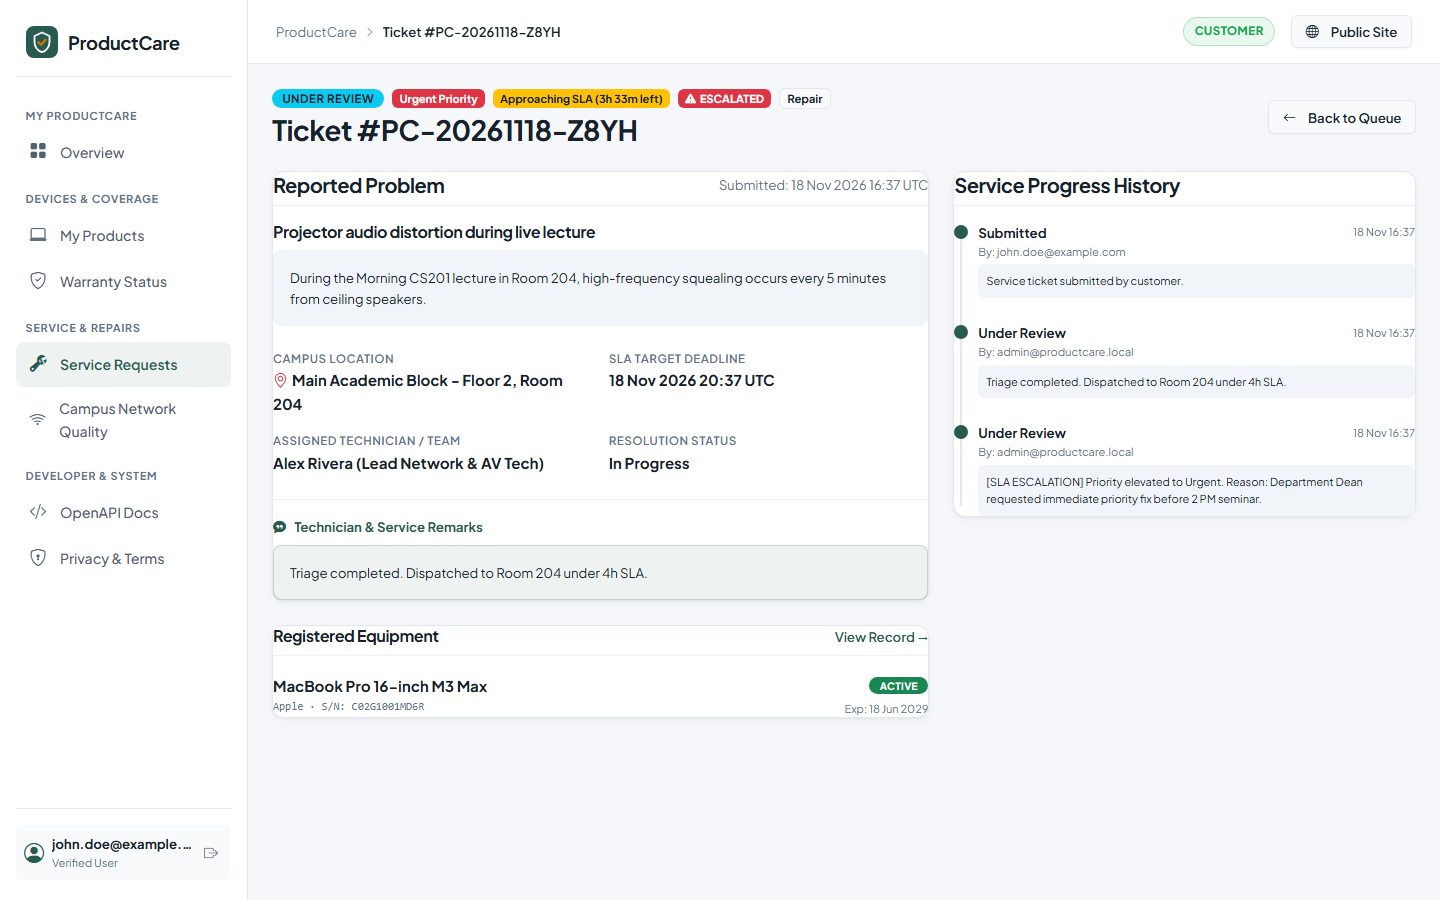 ProductCare
MY PRODUCTCARE
Overview
DEVICES & COVERAGE
My Products
Warranty Status
SERVICE & REPAIRS
Service Requests
Campus Network
Quality
DEVELOPER & SYSTEM
OpenAPI Docs
Privacy & Terms
john.doe@example....
Verified User
ProductCare > Ticket #PC-20261118-Z8YH
CUSTOMER
Public Site
UNDER REVIEW Urgent Priority Approaching SLA (3h 33m left) ESCALATED Repair
Ticket #PC-20261118-Z8YH
← Back to Queue
Reported Problem
Submitted: 18 Nov 2026 16:37 UTC
Projector audio distortion during live lecture
During the Morning CS201 lecture in Room 204, high-frequency squealing occurs every 5 minutes
from ceiling speakers.
CAMPUS LOCATION
Main Academic Block - Floor 2, Room
204
SLA TARGET DEADLINE
18 Nov 2026 20:37 UTC
ASSIGNED TECHNICIAN / TEAM
Alex Rivera (Lead Network & AV Tech)
RESOLUTION STATUS
In Progress
Technician & Service Remarks
Triage completed. Dispatched to Room 204 under 4h SLA.
Registered Equipment
View Record →
MacBook Pro 16-inch M3 Max
Apple · S/N: C02G1001MD6R
ACTIVE
Exp: 18 Jun 2029
Service Progress History
Submitted
18 Nov 16:37
By: john.doe@example.com
Service ticket submitted by customer.
Under Review
18 Nov 16:37
By: admin@productcare.local
Triage completed. Dispatched to Room 204 under 4h SLA.
Under Review
18 Nov 16:37
By: admin@productcare.local
[SLA ESCALATION] Priority elevated to Urgent. Reason: Department Dean
requested immediate priority fix before 2 PM seminar.